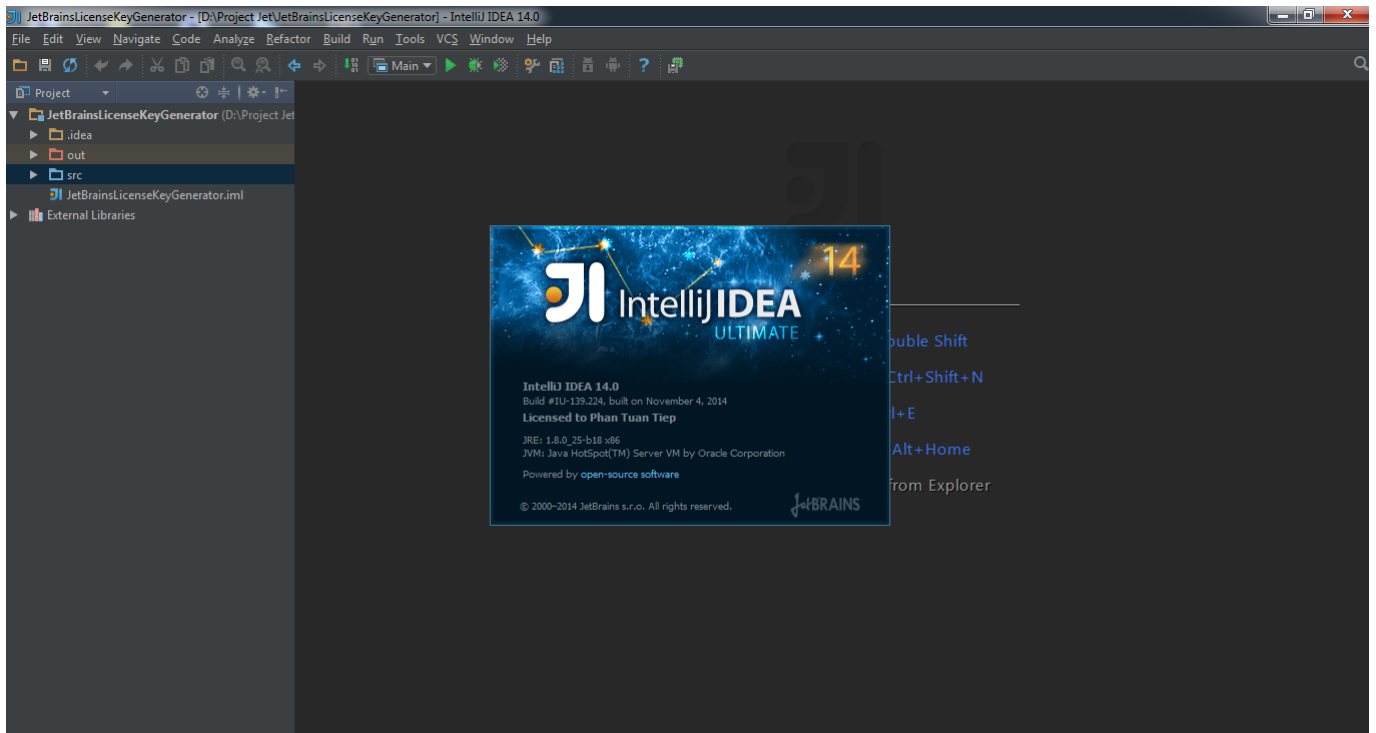 JetBrainsLicenseKeyGenerator - [D:\Project Jet\JetBrainsLicenseKeyGenerator] - IntelliJ IDEA 14.0
File Edit View Navigate Code Analyze Refactor Build Run Tools VCS Window Help
Main
Project
JetBrainsLicenseKeyGenerator (D:\Project Jet
.idea
out
src
JetBrainsLicenseKeyGenerator.iml
External Libraries
14
IntelliJ IDEA
ULTIMATE
IntelliJ IDEA 14.0
Build #IU-139.224, built on November 4, 2014
Licensed to Phan Tuan Tiep
JRE: 1.8.0_25-b18 x86
JVM: Java HotSpot(TM) Server VM by Oracle Corporation
Powered by open-source software
© 2000–2014 JetBrains s.r.o. All rights reserved.
JetBRAINS
ouble Shift
Ctrl+Shift+N
l+E
Alt+Home
from Explorer